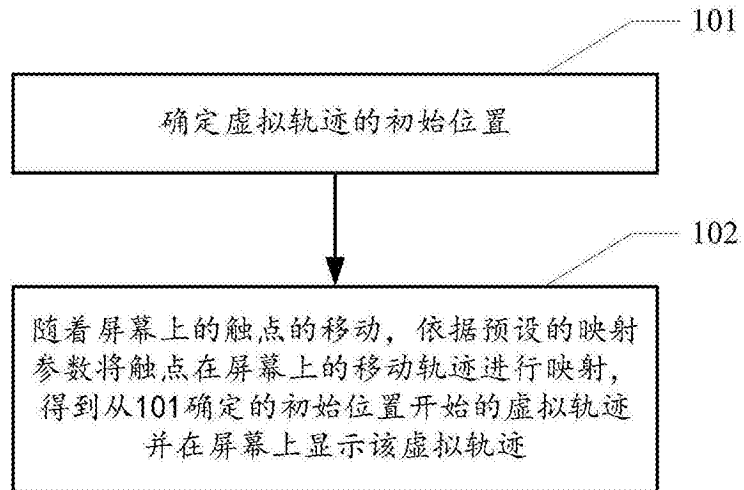 101
确定虚拟轨迹的初始位置
102
随着屏幕上的触点的移动，依据预设的映射
参数将触点在屏幕上的移动轨迹进行映射，
得到从101确定的初始位置开始的虚拟轨迹
并在屏幕上显示该虚拟轨迹